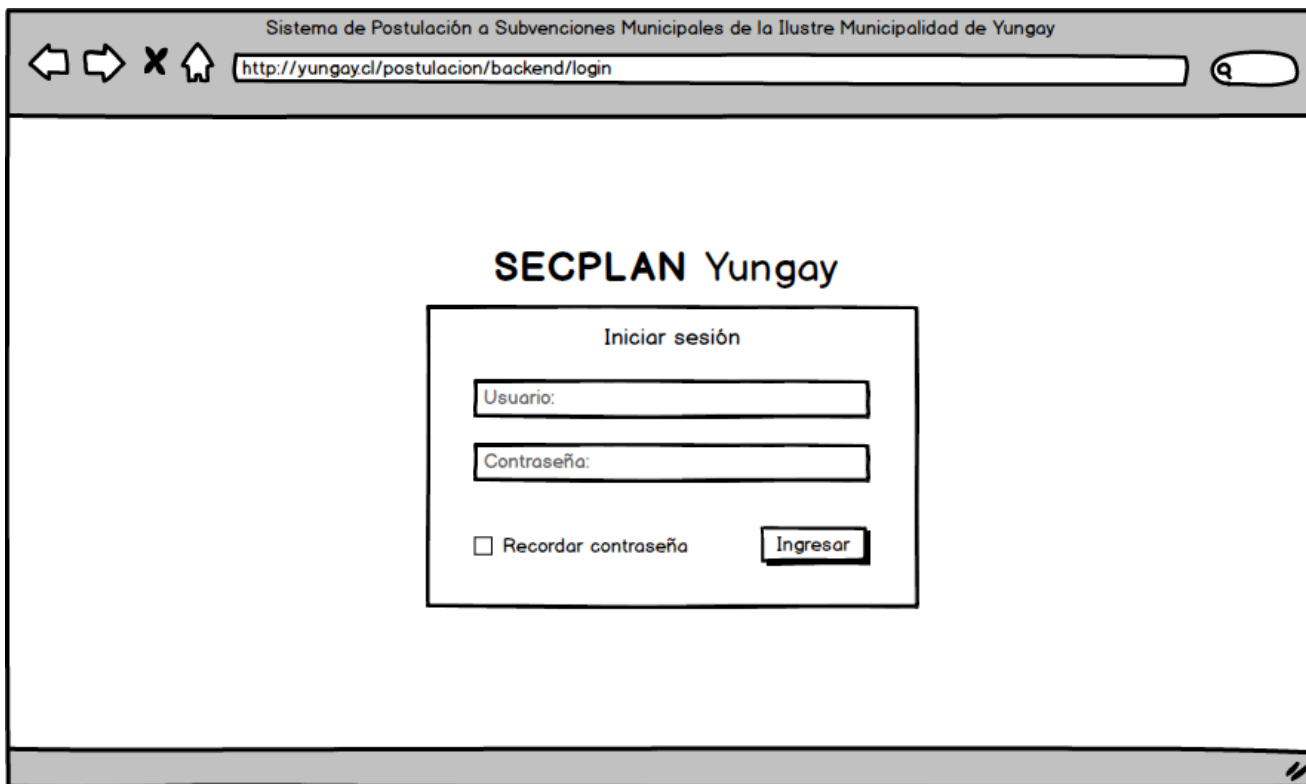 Sistema de Postulación a Subvenciones Municipales de la Ilustre Municipalidad de Yungay
http://yungay.cl/postulacion/backend/login
SECPLAN Yungay
Iniciar sesión
Usuario:
Contraseña:
Recordar contraseña
Ingresar